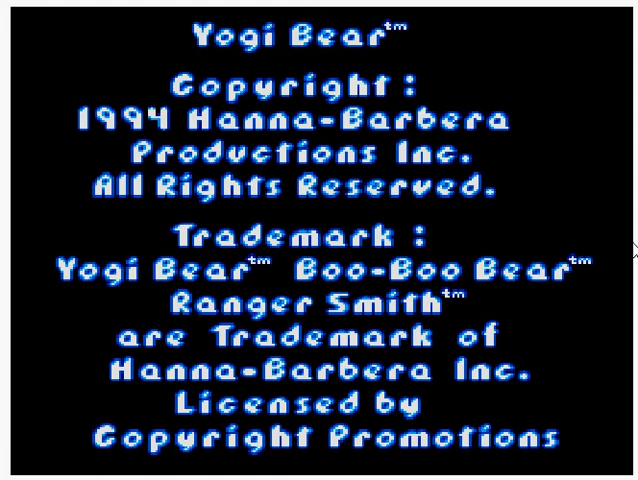 Yogi Bear™
Copyright :
1994 Hanna-Barbera
Productions Inc.
All Rights Reserved.
Trademark :
Yogi Bear™ Boo-Boo Bear™
Ranger Smith™
are Trademark of
Hanna-Barbera Inc.
Licensed by
Copyright Promotions